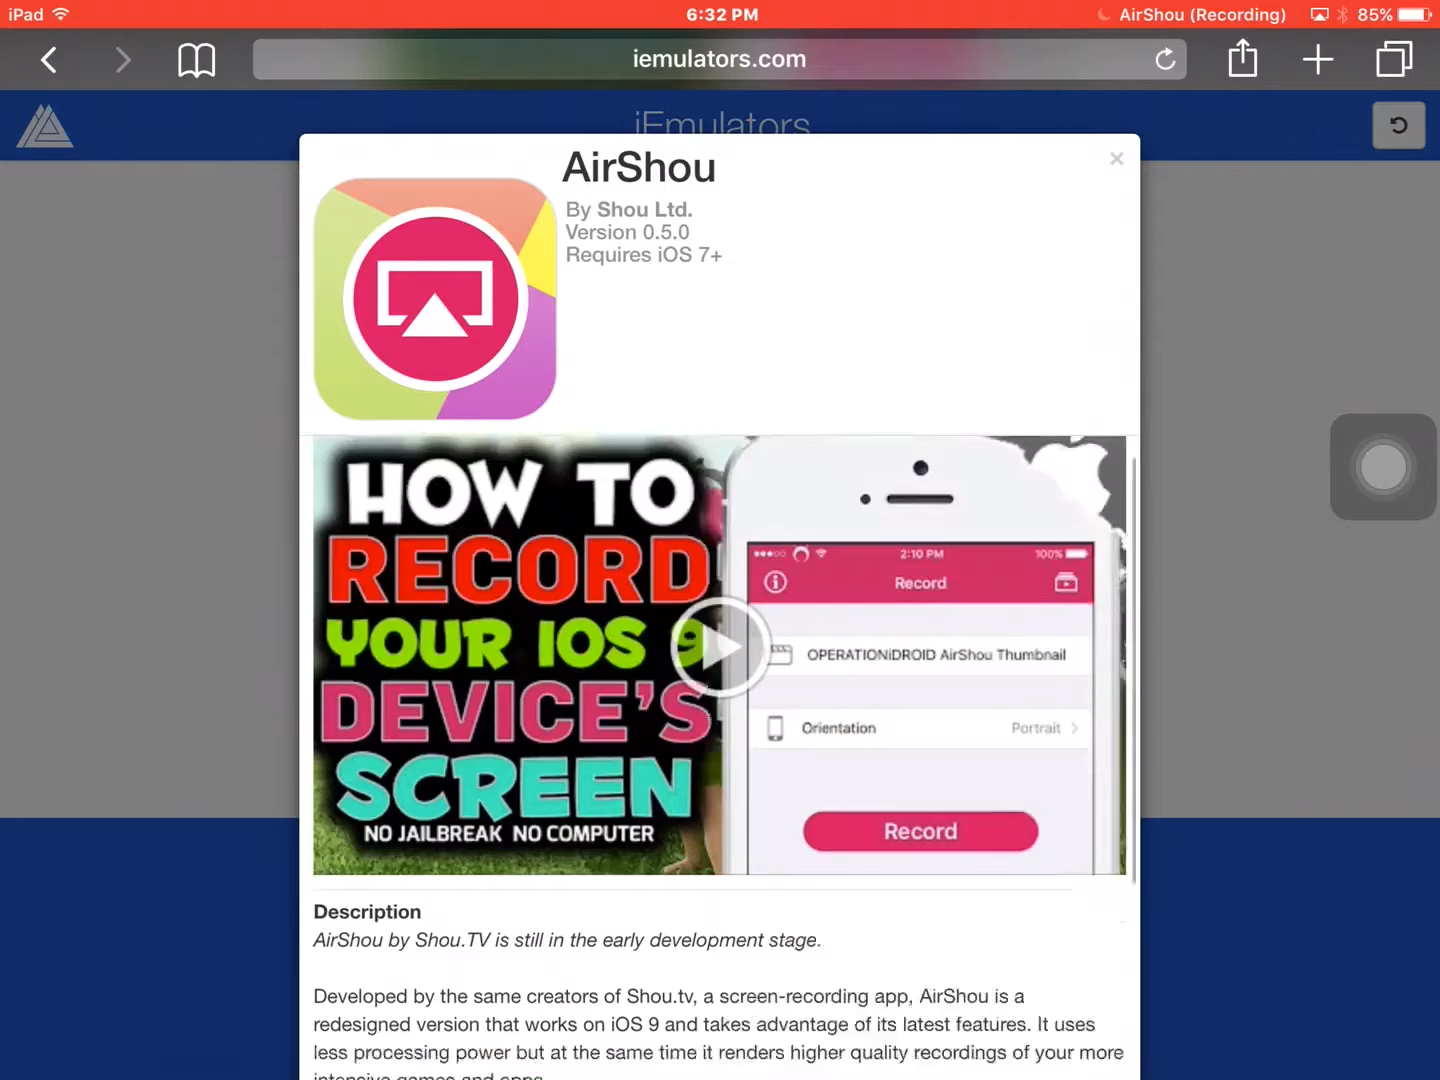 iPad
6:32 PM
AirShou (Recording)
85%
iemulators.com
iEmulators
AirShou
×
By Shou Ltd.
Version 0.5.0
Requires iOS 7+
HOW TO
RECORD
YOUR IOS 9
DEVICE'S
SCREEN
NO JAILBREAK NO COMPUTER
2:10 PM
100%
Record
OPERATIONiDROID AirShou Thumbnail
Orientation
Portrait
Record
Description
AirShou by Shou.TV is still in the early development stage.
Developed by the same creators of Shou.tv, a screen-recording app, AirShou is a
redesigned version that works on iOS 9 and takes advantage of its latest features. It uses
less processing power but at the same time it renders higher quality recordings of your more
intensive games and apps.